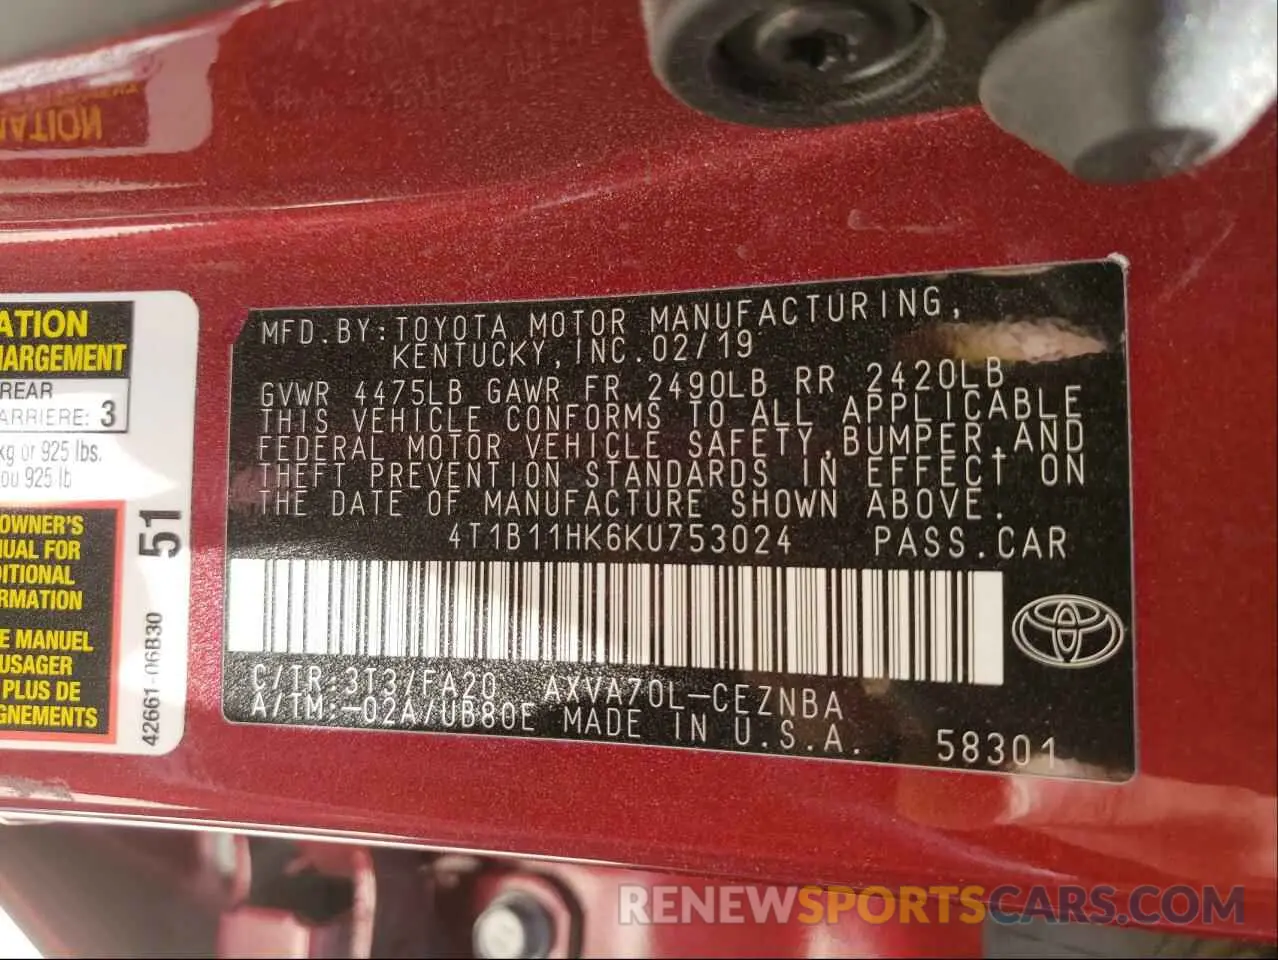 NOITAN
ATION
HARGEMENT
REAR
ARRIERE: 3
kg or 925 lbs.
ou 925 lb
OWNER'S
UAL FOR
DITIONAL
RMATION
E MANUEL
USAGER
PLUS DE
GNEMENTS
51
42661-06B30
MFD.BY:TOYOTA MOTOR MANUFACTURING,
KENTUCKY,INC.02/19
GVWR 4475LB GAWR FR 2490LB RR 2420LB
THIS VEHICLE CONFORMS TO ALL APPLICABLE
FEDERAL MOTOR VEHICLE SAFETY,BUMPER,AND
THEFT PREVENTION STANDARDS IN EFFECT ON
THE DATE OF MANUFACTURE SHOWN ABOVE.
4T1B11HK6KU753024 PASS.CAR
C/TR:3T3/FA20 AXVA70L-CEZNBA
A/TM:-02A/UB80E MADE IN U.S.A. 58301
RENEWSPORTSCARS.COM